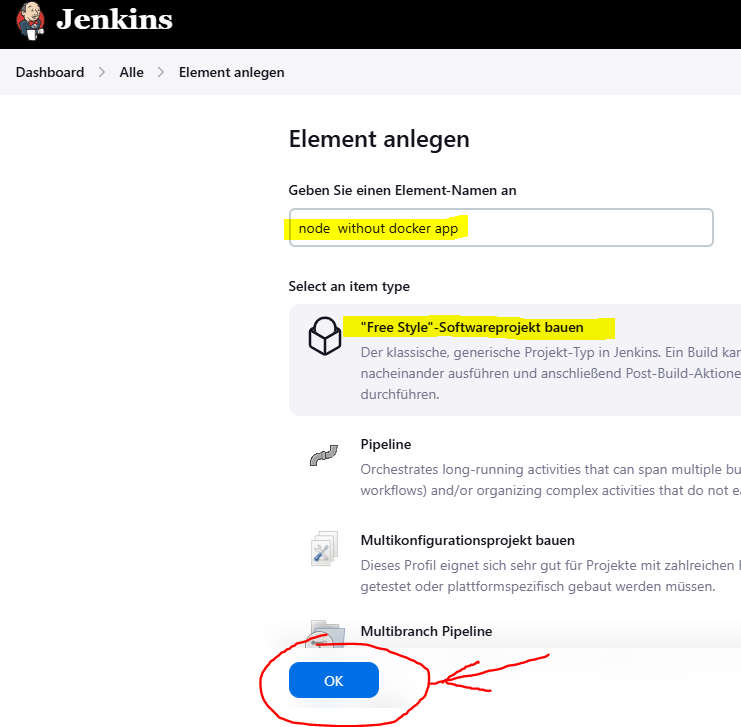 Jenkins
Dashboard > Alle > Element anlegen
Element anlegen
Geben Sie einen Element-Namen an
node  without docker app
Select an item type
"Free Style"-Softwareprojekt bauen
Der klassische, generische Projekt-Typ in Jenkins. Ein Build kan
nacheinander ausführen und anschließend Post-Build-Aktione
durchführen.
Pipeline
Orchestrates long-running activities that can span multiple bu
workflows) and/or organizing complex activities that do not ea
Multikonfigurationsprojekt bauen
Dieses Profil eignet sich sehr gut für Projekte mit zahlreichen
getestet oder plattformspezifisch gebaut werden müssen.
Multibranch Pipeline
OK